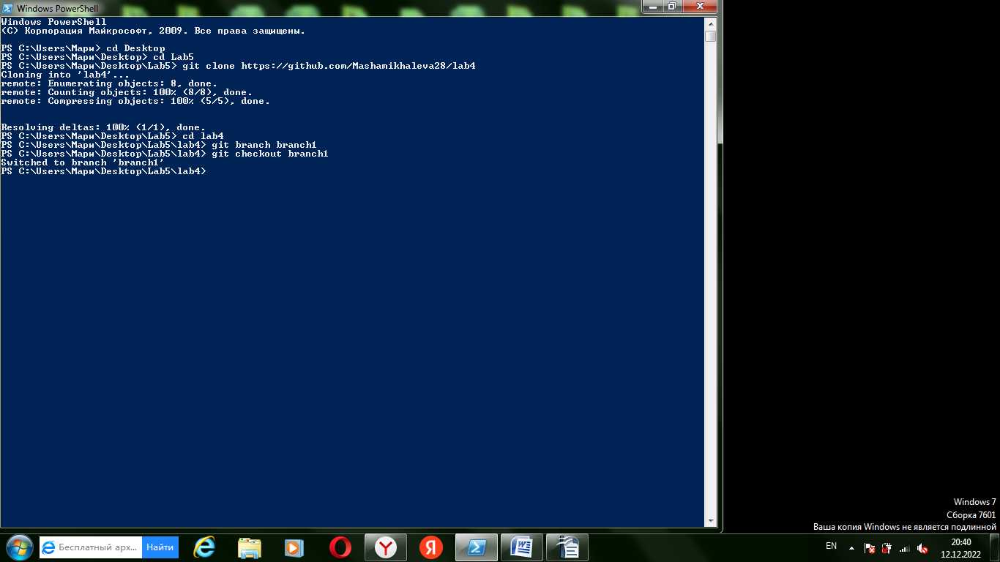 Windows PowerShell
Windows PowerShell
(C) Корпорация Майкрософт, 2009. Все права защищены.
PS C:\Users\Мари> cd Desktop
PS C:\Users\Мари\Desktop> cd Lab5
PS C:\Users\Мари\Desktop\Lab5> git clone https://github.com/Mashamikhaleva28/lab4
Cloning into 'lab4'...
remote: Enumerating objects: 8, done.
remote: Counting objects: 100% (8/8), done.
remote: Compressing objects: 100% (5/5), done.
Resolving deltas: 100% (1/1), done.
PS C:\Users\Мари\Desktop\Lab5> cd lab4
PS C:\Users\Мари\Desktop\Lab5\lab4> git branch branch1
PS C:\Users\Мари\Desktop\Lab5\lab4> git checkout branch1
Switched to branch 'branch1'
PS C:\Users\Мари\Desktop\Lab5\lab4>
Windows 7
Сборка 7601
Ваша копия Windows не является подлинной
Бесплатный арх... Найти
EN
20:40
12.12.2022